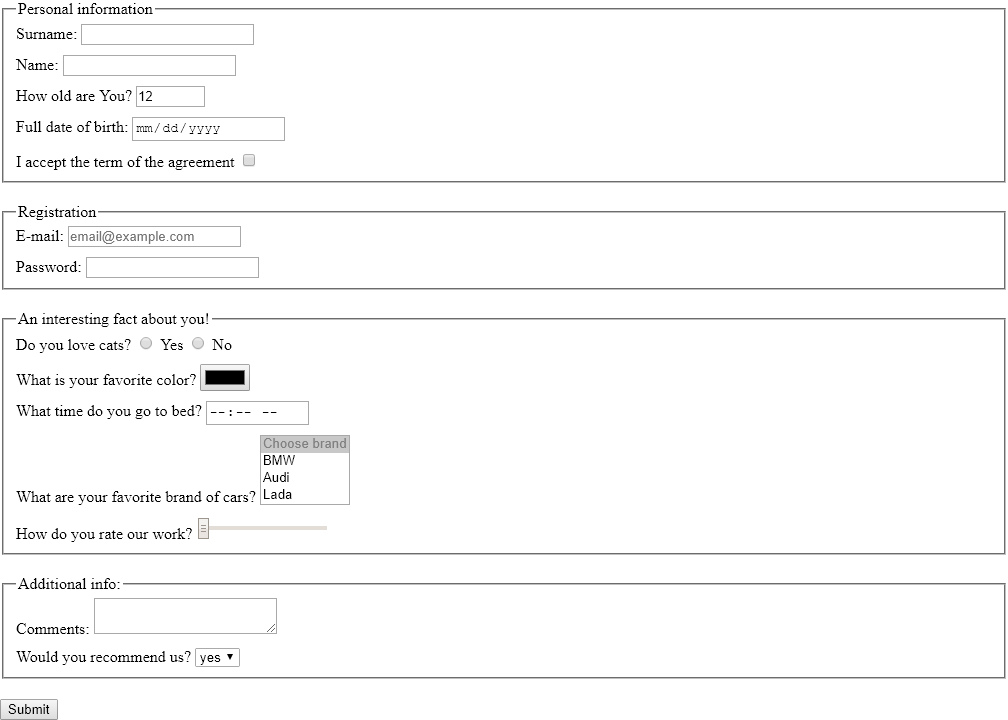 Personal information
Surname:
Name:
How old are You? 12
Full date of birth: mm/dd/yyyy
I accept the term of the agreement
Registration
E-mail: email@example.com
Password:
An interesting fact about you!
Do you love cats? Yes No
What is your favorite color?
What time do you go to bed? --:-- --
Choose brand
BMW
Audi
What are your favorite brand of cars? Lada
How do you rate our work?
Additional info:
Comments:
Would you recommend us? yes
Submit